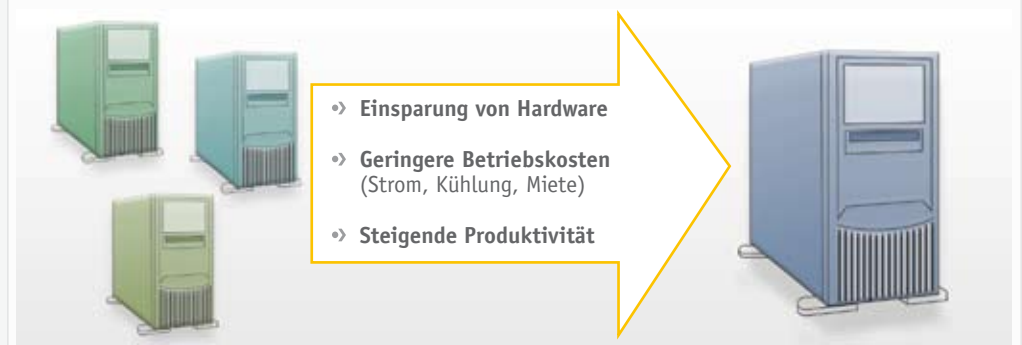 Einsparung von Hardware
Geringere Betriebskosten
(Strom, Kühlung, Miete)
Steigende Produktivität